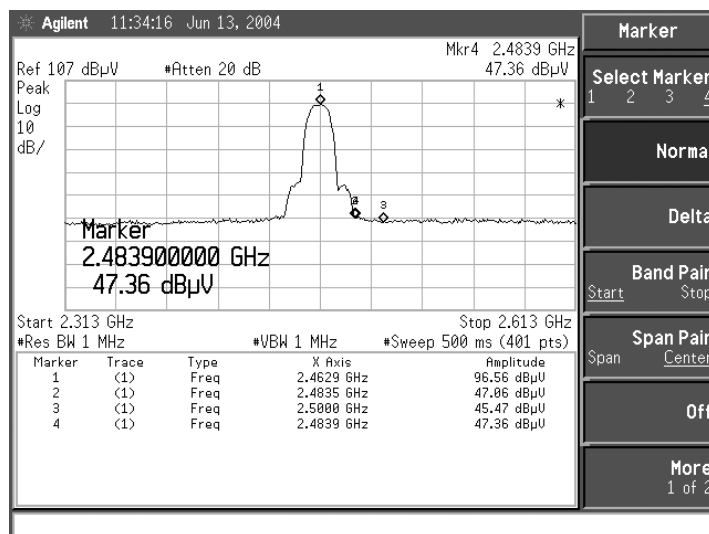 Agilent 11:34:16 Jun 13, 2004
Mkr4 2.4839 GHz
Ref 107 dBµV #Atten 20 dB 47.36 dBµV
Peak
Log
10
dB/
1
3
*
Marker
2.483900000 GHz
47.36 dBµV
Start 2.313 GHz Stop 2.613 GHz
#Res BW 1 MHz #VBW 1 MHz #Sweep 500 ms (401 pts)
Marker Trace Type X Axis Amplitude
1 (1) Freq 2.4629 GHz 96.56 dBµV
2 (1) Freq 2.4835 GHz 47.06 dBµV
3 (1) Freq 2.5000 GHz 45.47 dBµV
4 (1) Freq 2.4839 GHz 47.36 dBµV
Marker
Select Marker
1 2 3 4
Norma
Delta
Band Pair
Start Stop
Span Pair
Span Center
Off
More
1 of 2